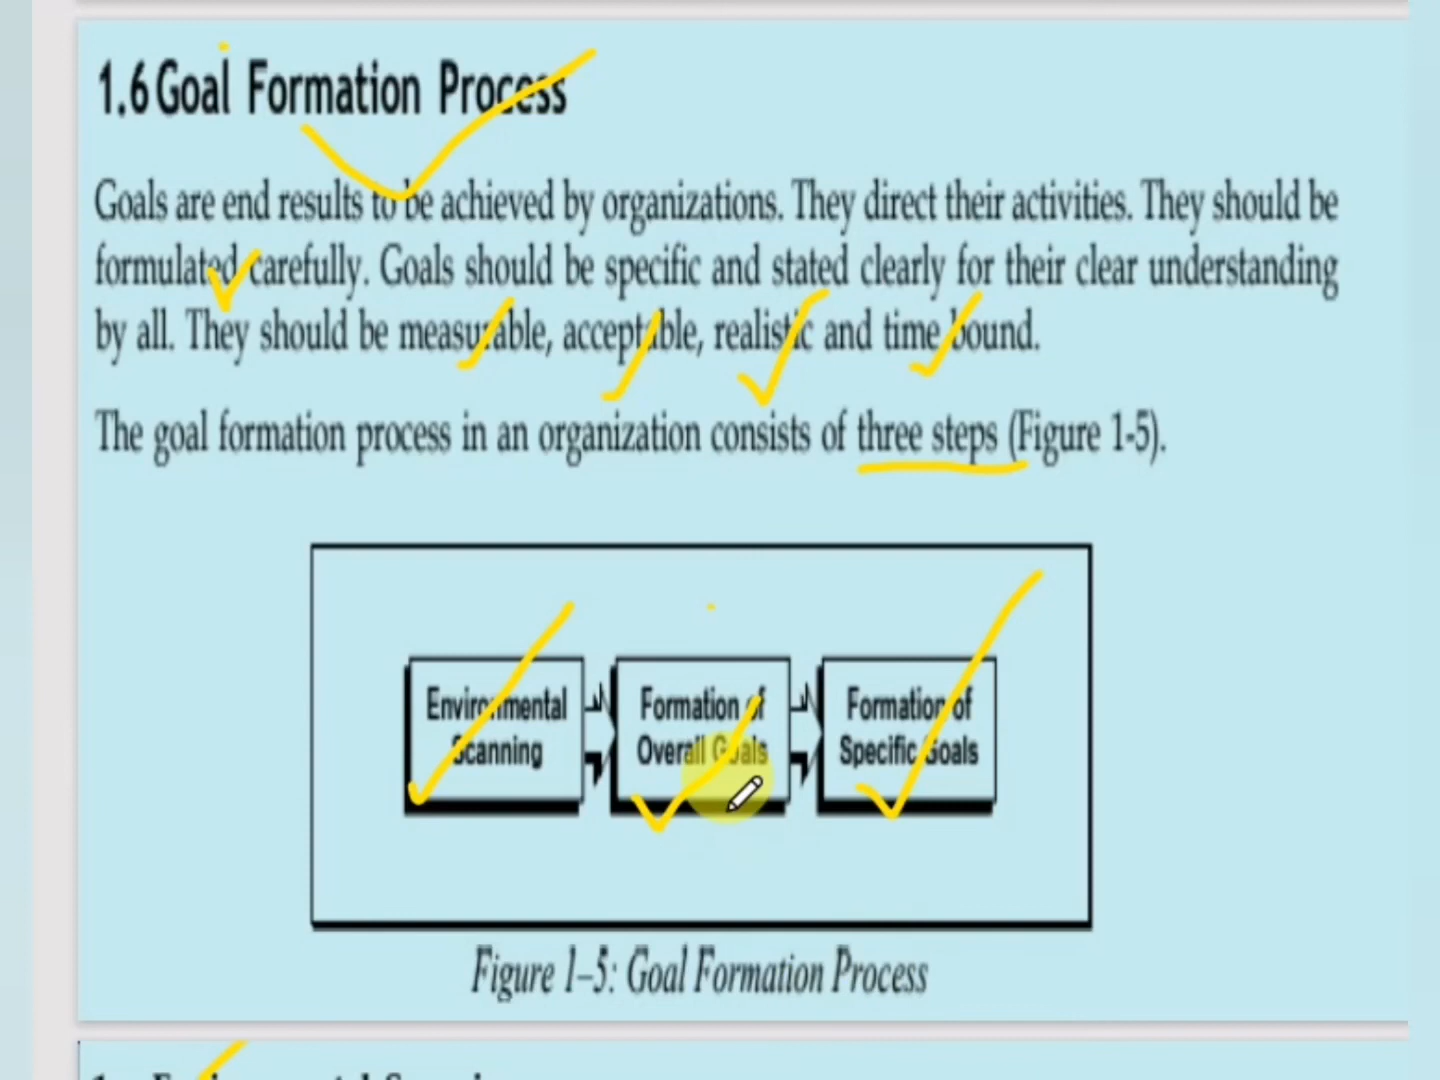 1.6 Goal Formation Process
Goals are end results to be achieved by organizations. They direct their activities. They should be
formulated carefully. Goals should be specific and stated clearly for their clear understanding
by all. They should be measurable, acceptable, realistic and time bound.
The goal formation process in an organization consists of three steps (Figure 1-5).
Environmental
Scanning
Formation of
Overall Goals
Formation of
Specific Goals
Figure 1–5: Goal Formation Process